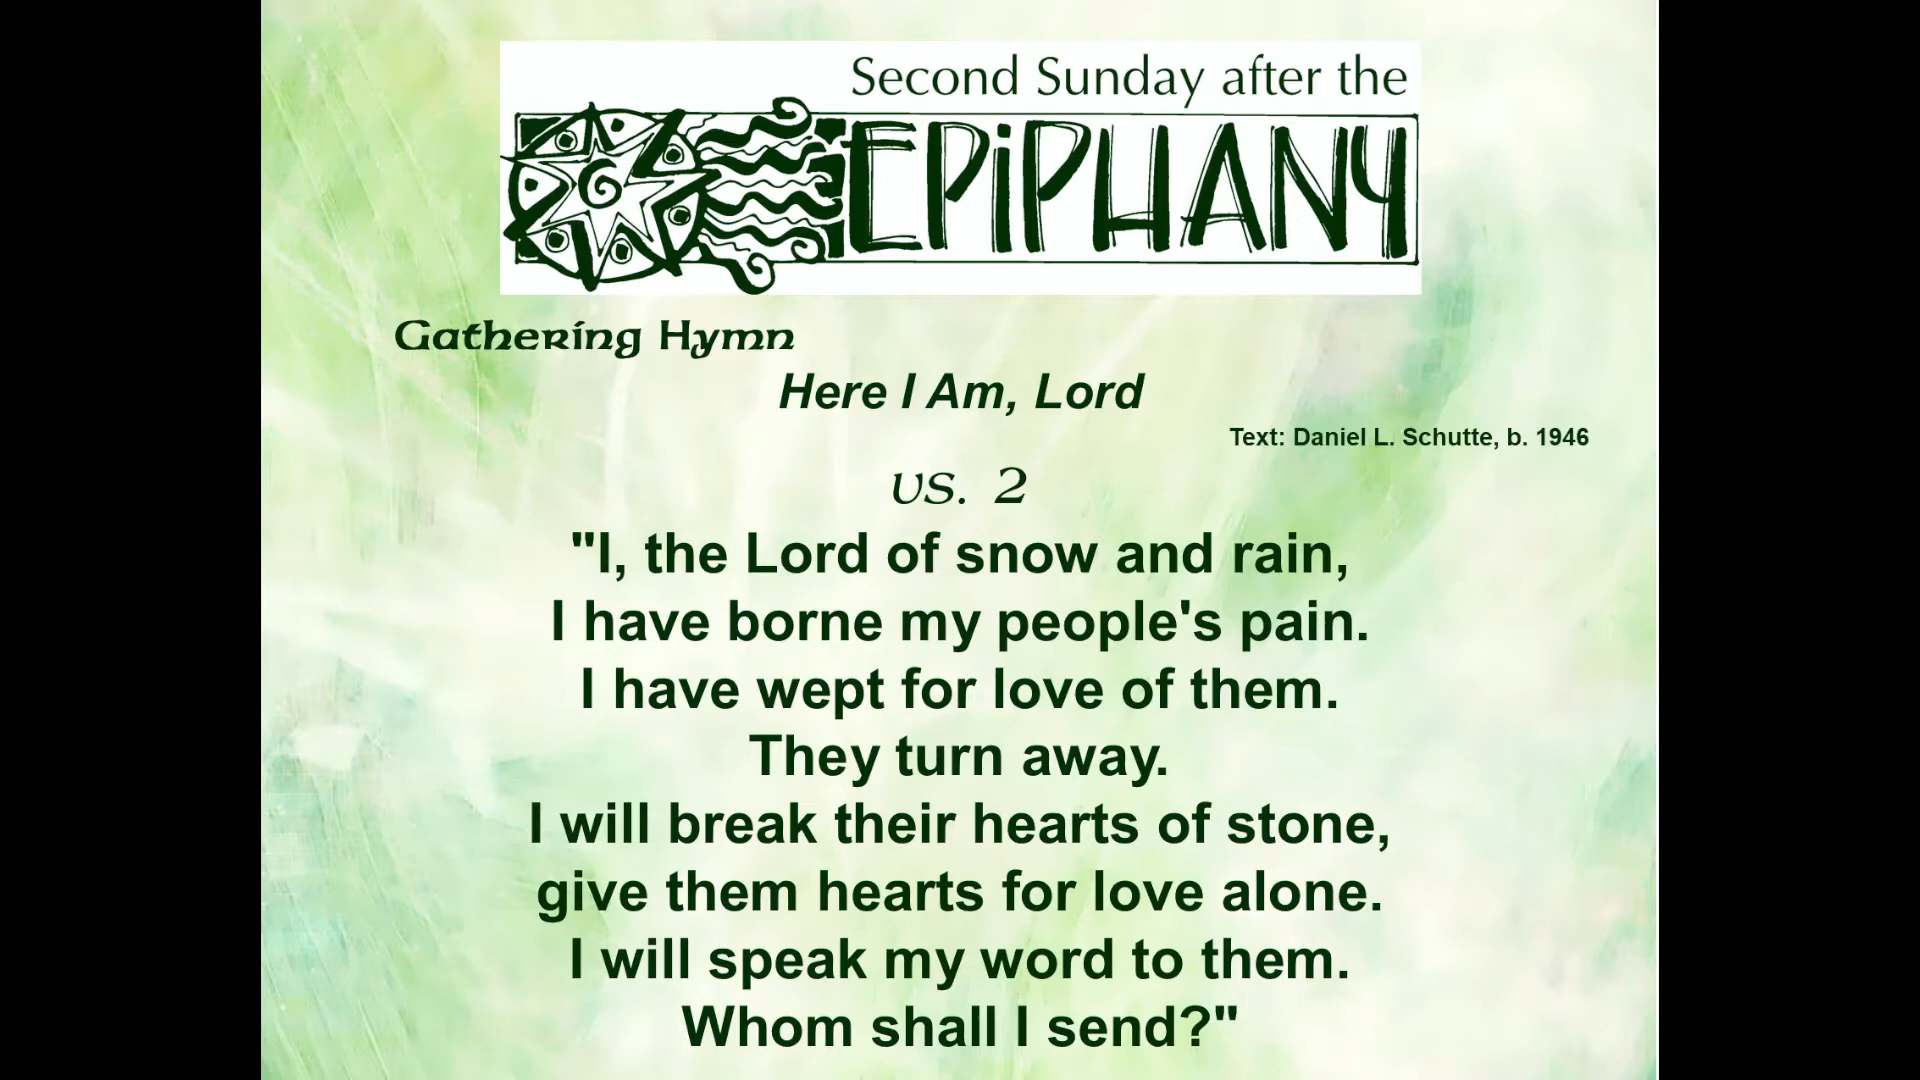 Second Sunday after the
EPiPHANY
Gathering Hymn
Here I Am, Lord
Text: Daniel L. Schutte, b. 1946
vs. 2
"I, the Lord of snow and rain,
I have borne my people's pain.
I have wept for love of them.
They turn away.
I will break their hearts of stone,
give them hearts for love alone.
I will speak my word to them.
Whom shall I send?"